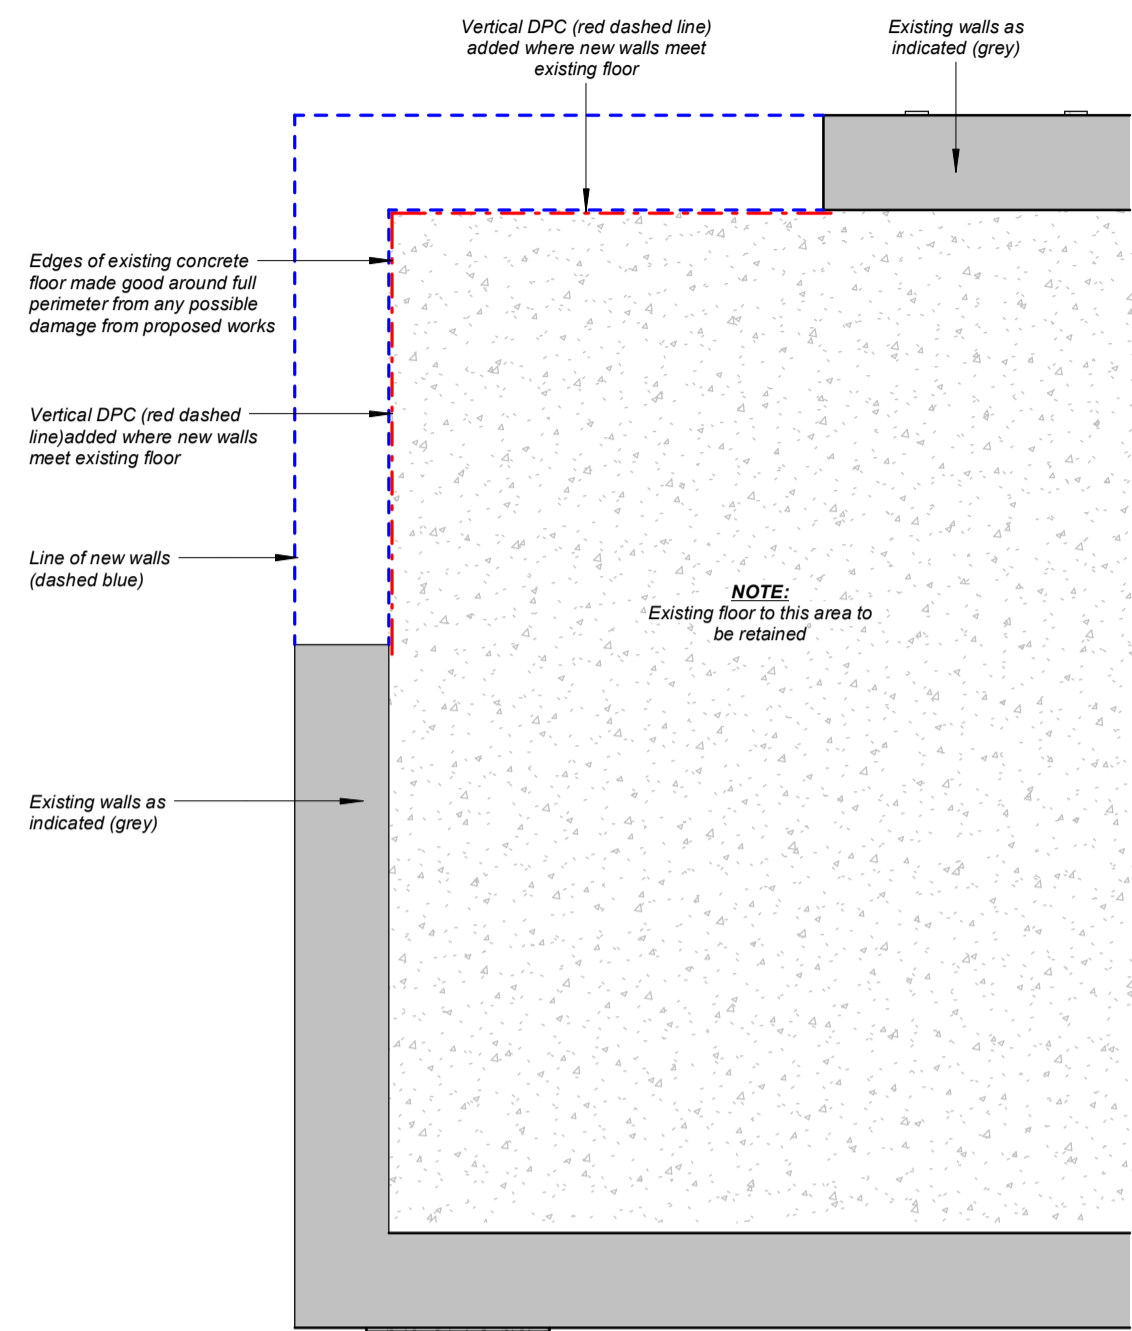 Vertical DPC (red dashed line)
added where new walls meet
existing floor
Existing walls as
indicated (grey)
Edges of existing concrete
floor made good around full
perimeter from any possible
damage from proposed works
Vertical DPC (red dashed
line)added where new walls
meet existing floor
Line of new walls
(dashed blue)
NOTE:
Existing floor to this area to
be retained
Existing walls as
indicated (grey)